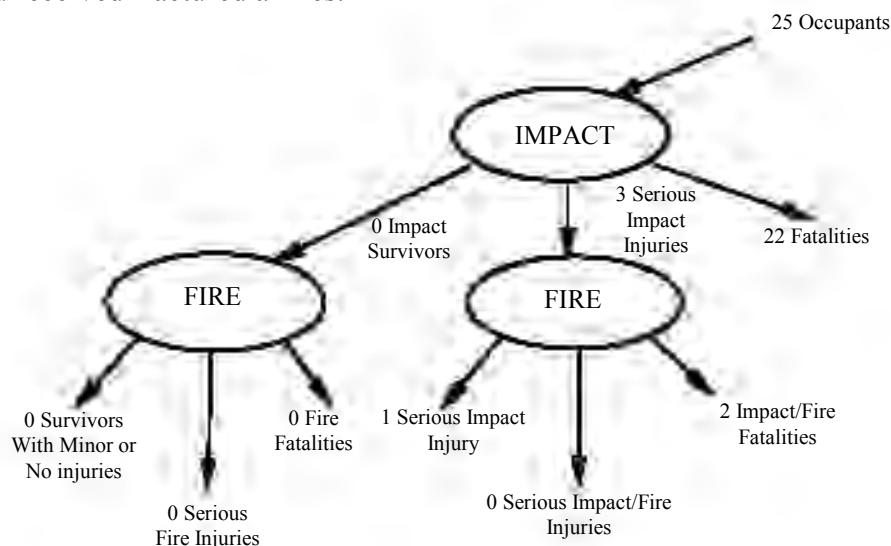 25 Occupants
IMPACT
0 Impact
Survivors
3 Serious
Impact
Injuries
22 Fatalities
FIRE
FIRE
0 Survivors
With Minor or
No injuries
0 Serious
Fire Injuries
0 Fire
Fatalities
1 Serious Impact
Injury
0 Serious Impact/Fire
Injuries
2 Impact/Fire
Fatalities